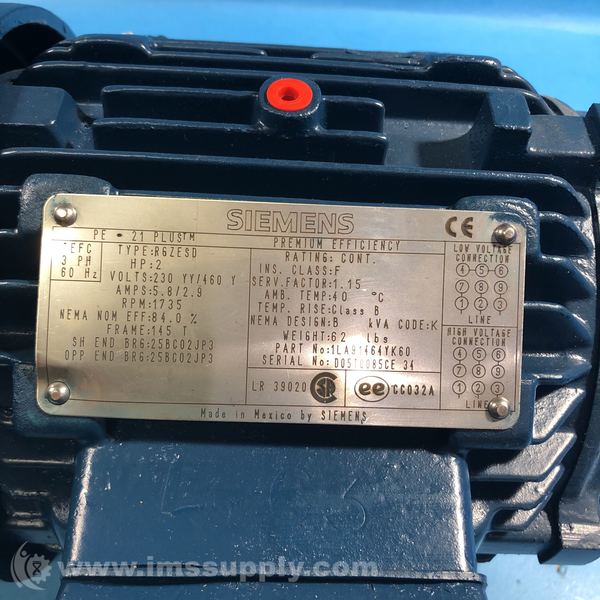 SIEMENS
CE
PE • 21 PLUS™
PREMIUM EFFICIENCY
TEFC
3 PH
60 Hz
TYPE:RGZESD
HP:2
VOLTS:230 YY/460 Y
AMPS:5.8/2.9
RPM:1735
NEMA NOM EFF:84.0%
FRAME:145 T
SH END BRG:25BC02JP3
OPP END BRG:25BC02JP3
RATING: CONT.
INS. CLASS:F
SERV.FACTOR:1.15
AMB. TEMP:40 °C
TEMP. RISE:Class B
NEMA DESIGN:B kVA CODE:K
WEIGHT:62 lbs
PART No:1LA91464YK60
SERIAL No: D05T0085CE 34
LOW VOLTAGE
CONNECTION
4 5 6
7 8 9
1 2 3
LINE
HIGH VOLTAGE
CONNECTION
4 5 6
7 8 9
1 2 3
LINE
LR 39020 ee CC032A
Made in Mexico by SIEMENS
© www.imssupply.com/